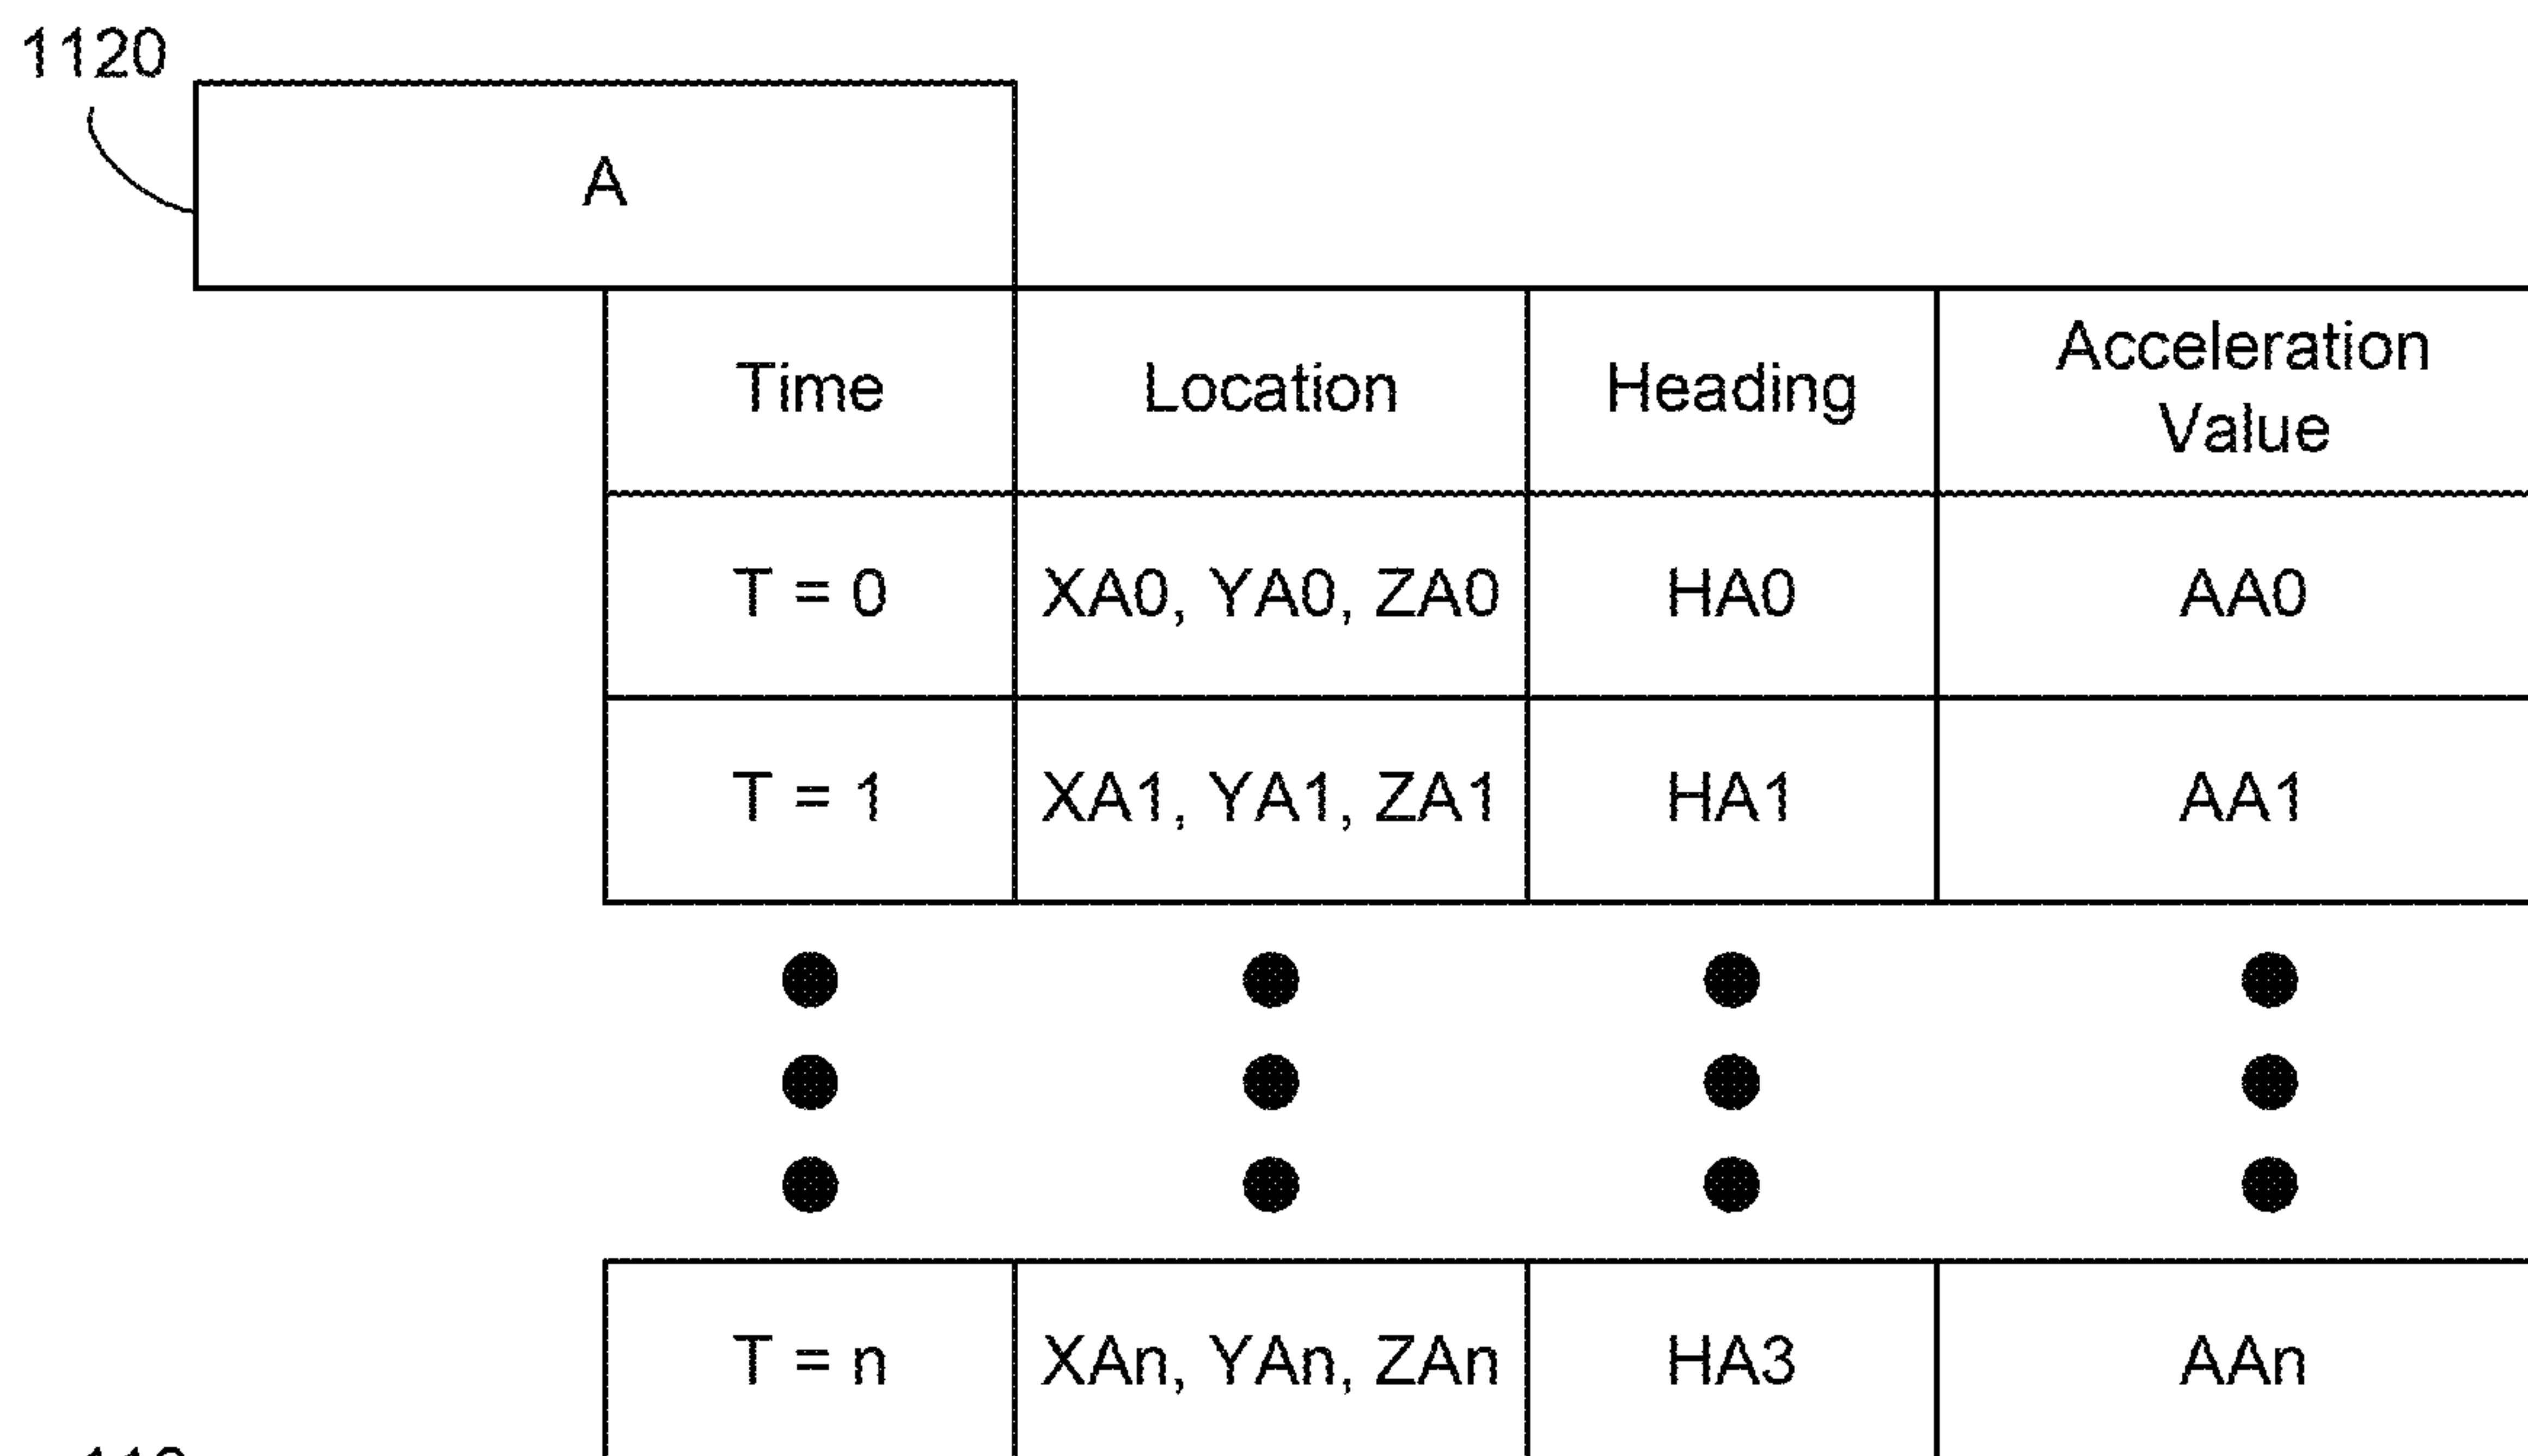 1120
A
Time Location Heading Acceleration Value
T = 0 XA0, YA0, ZA0 HA0 AA0
T = 1 XA1, YA1, ZA1 HA1 AA1
T = n XAn, YAn, ZAn HA3 AAn